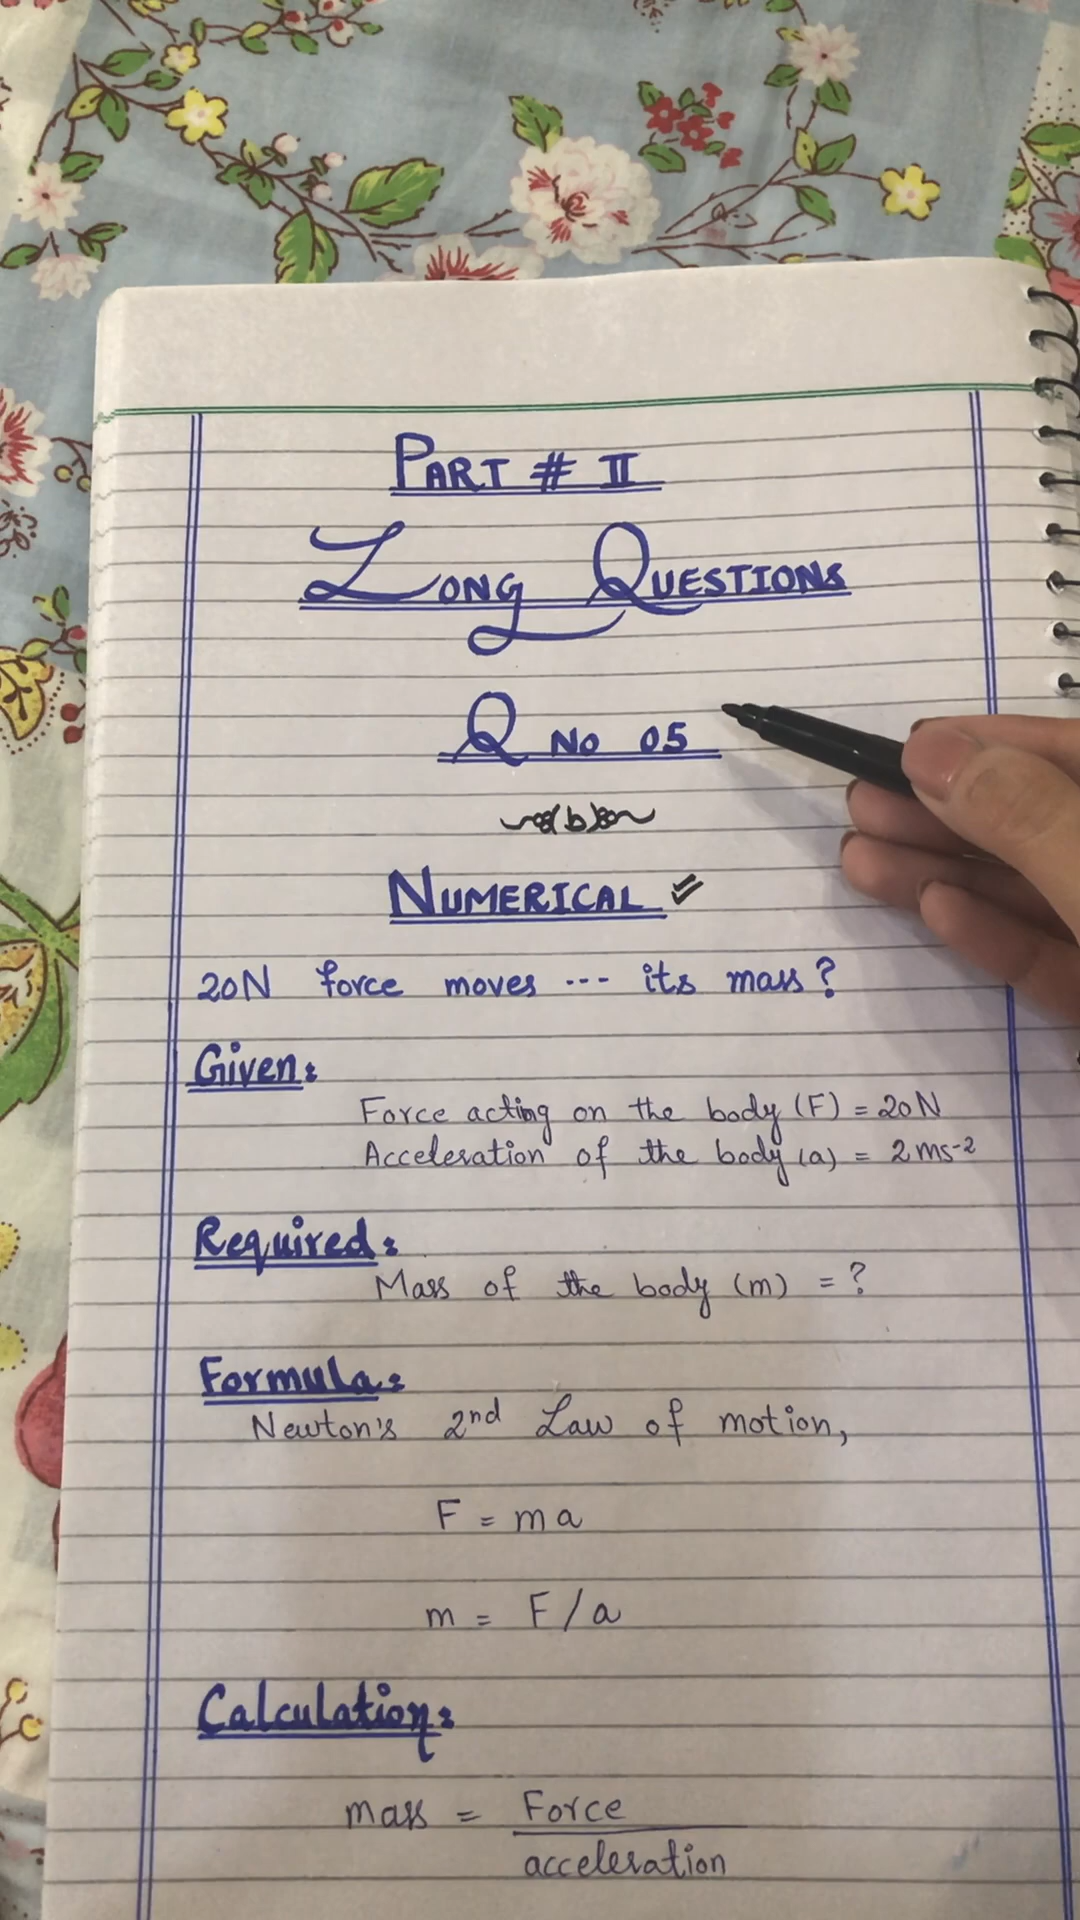 PART # II
LONG QUESTIONS
Q No 05
(b)
NUMERICAL
20N force moves --- its mass?
Given:
Force acting on the body (F) = 20N
Acceleration of the body (a) = 2ms-2
Required:
Mass of the body (m) = ?
Formula:
Newton's 2nd Law of motion,
F = ma
m = F/a
Calculation:
mass = Force
acceleration